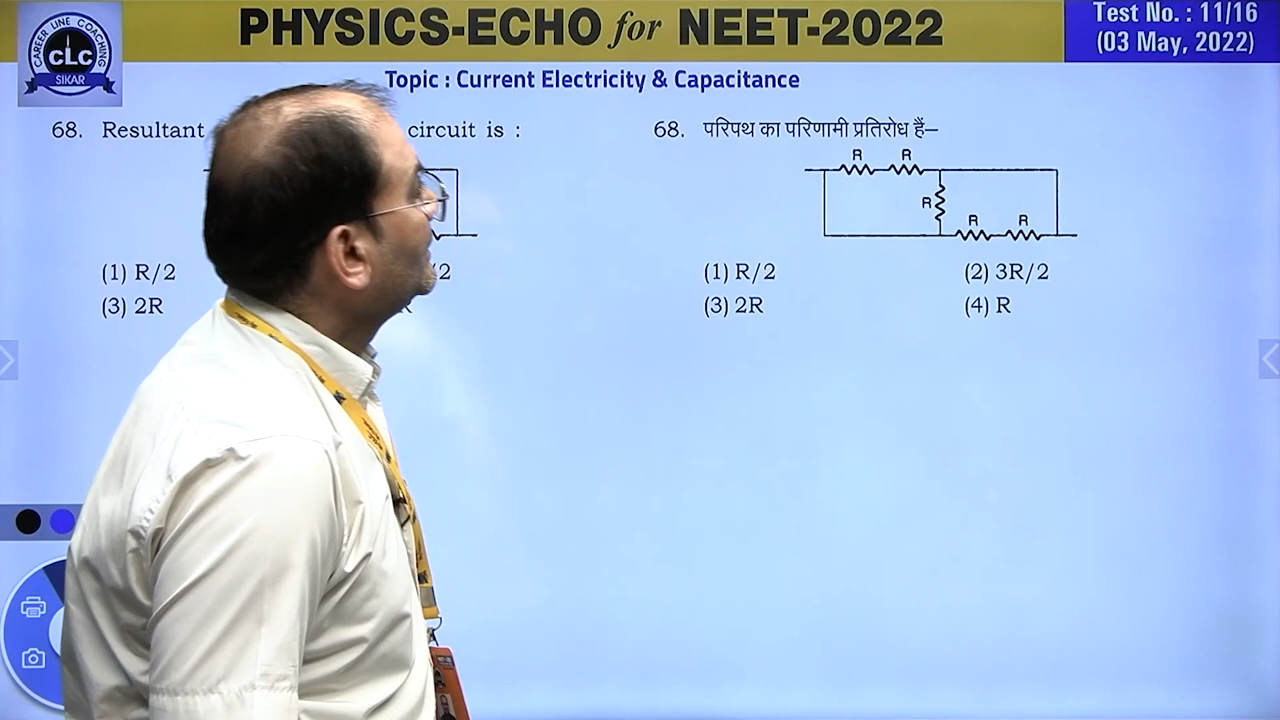 CAREER LINE COACHING
CLC
SIKAR
PHYSICS-ECHO for NEET-2022
Test No. : 11/16
(03 May, 2022)
Topic : Current Electricity & Capacitance
68. Resultant circuit is :
(1) R/2
/2
(3) 2R
68. परिपथ का परिणामी प्रतिरोध हैं–
R R
R
R R
(1) R/2 (2) 3R/2
(3) 2R (4) R